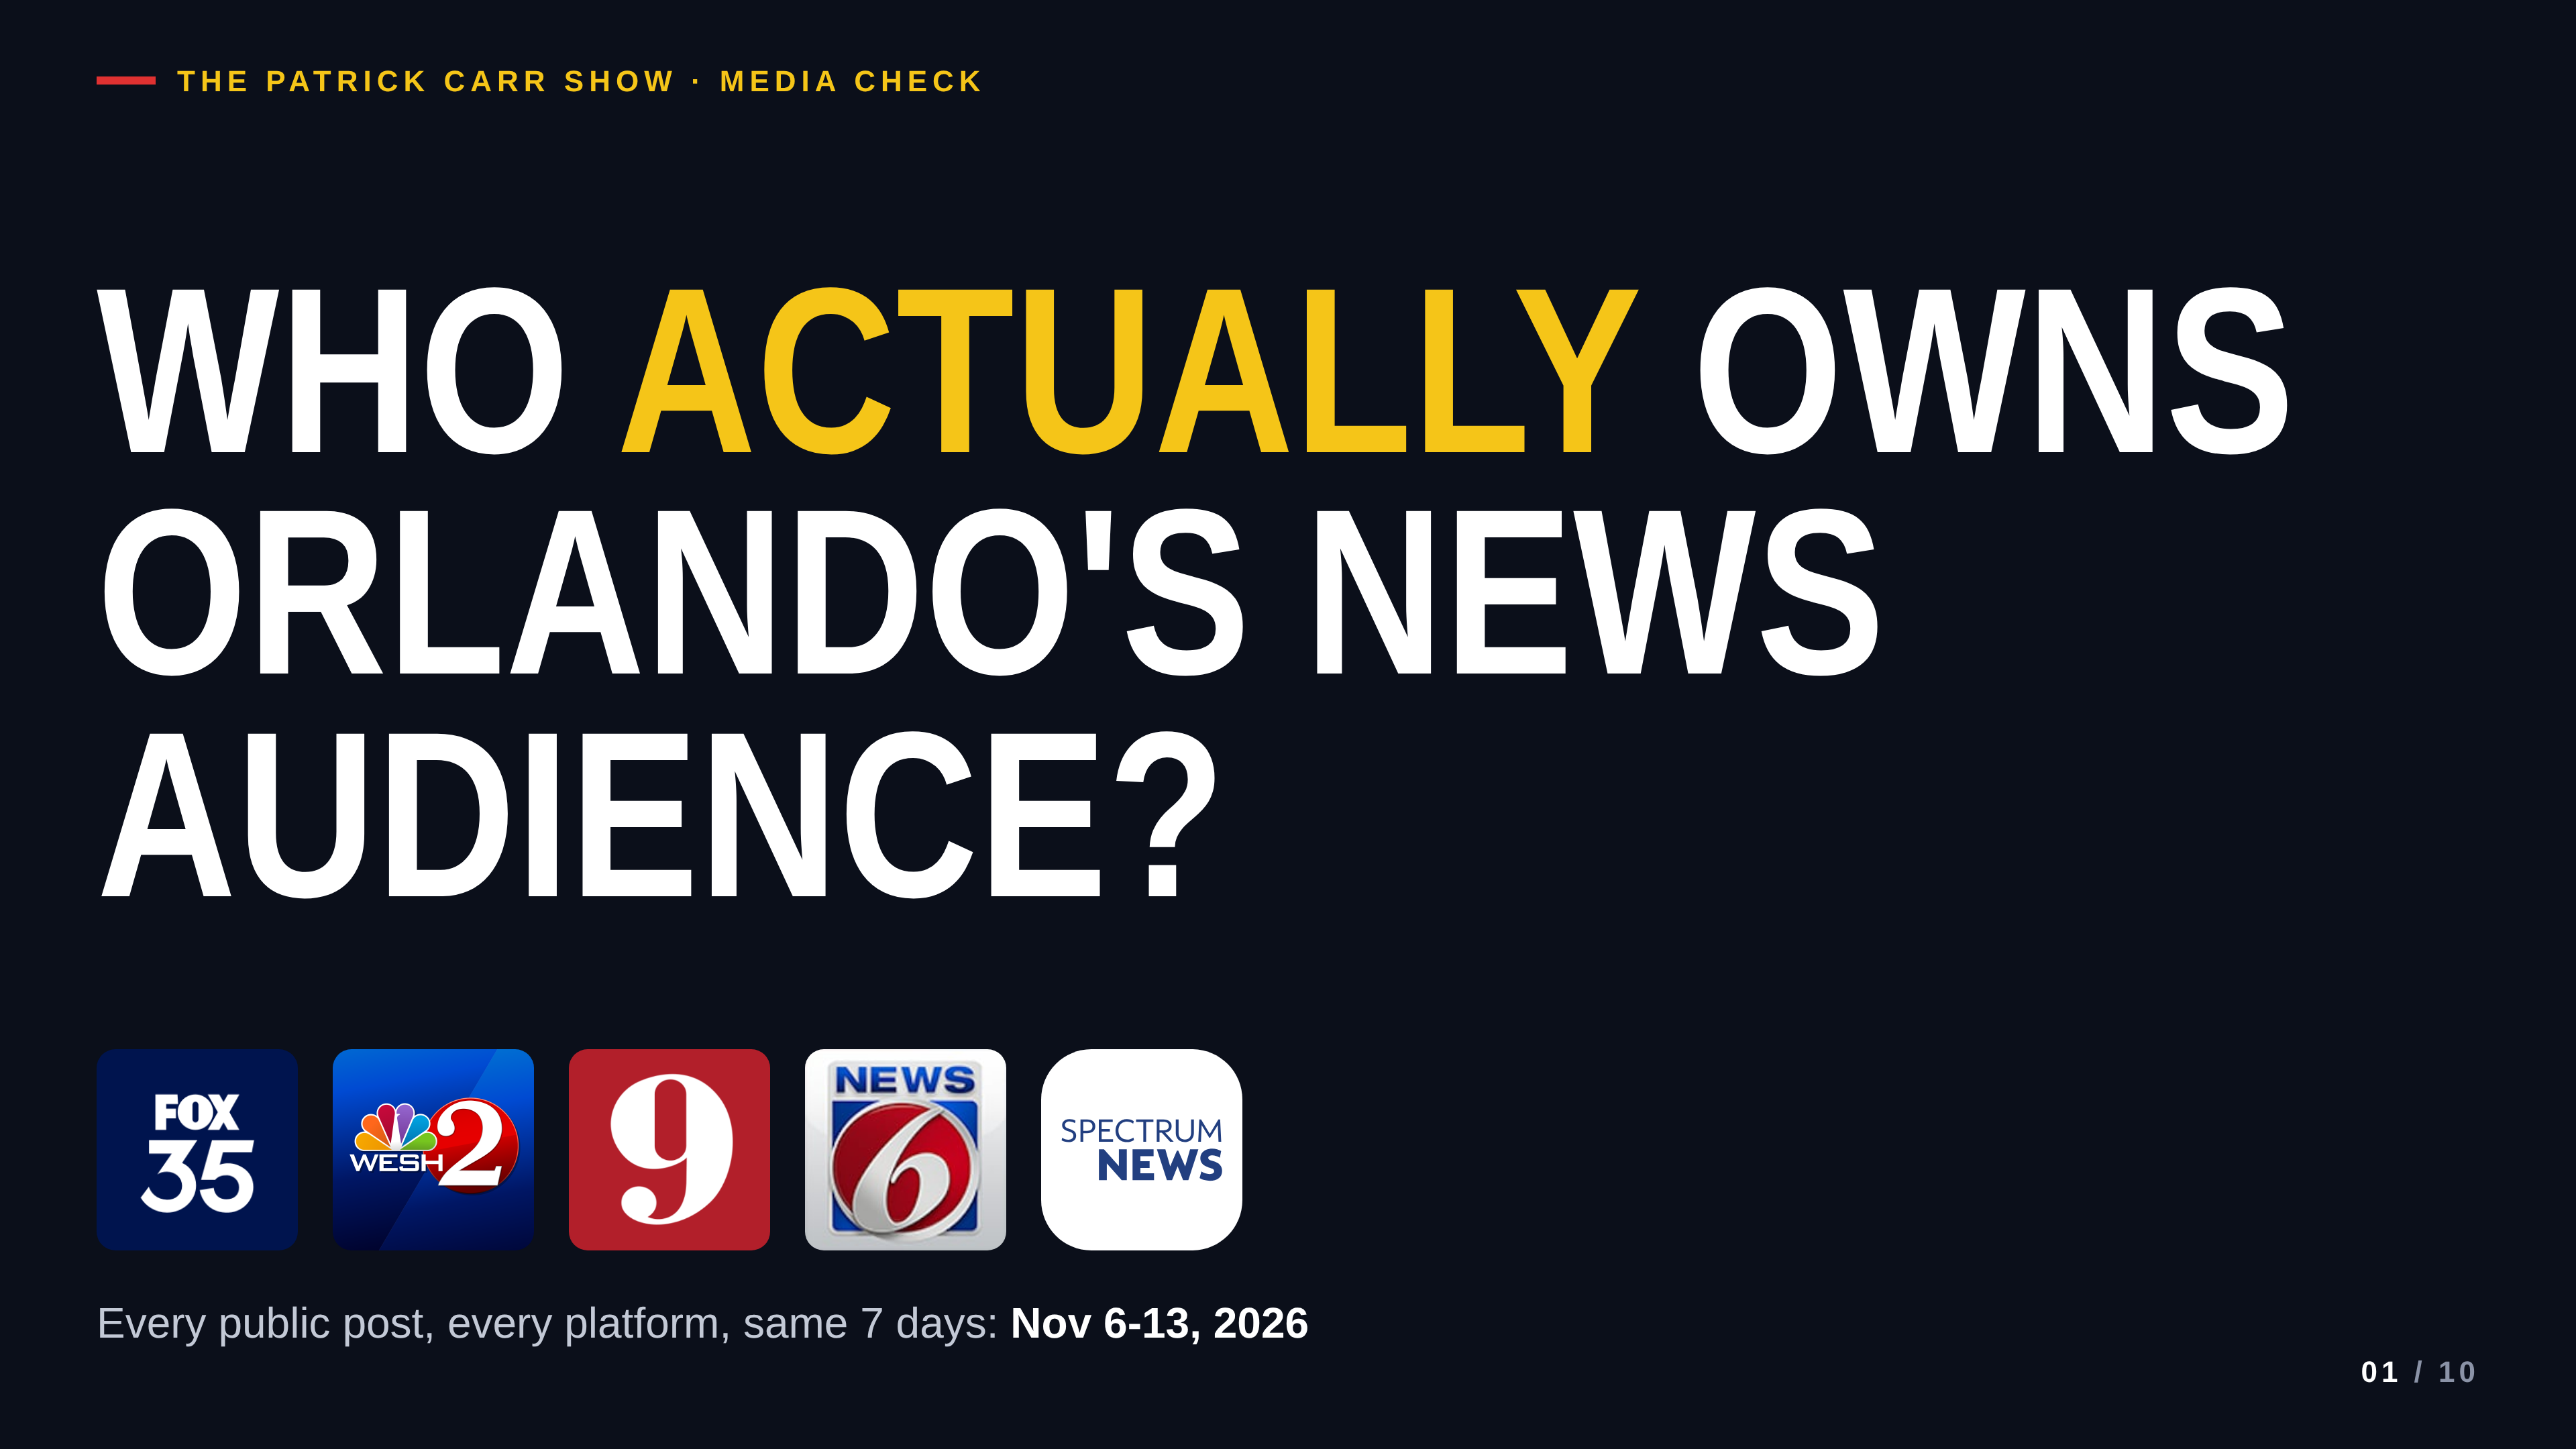 THE PATRICK CARR SHOW · MEDIA CHECK
WHO ACTUALLY OWNS
ORLANDO'S NEWS
AUDIENCE?
FOX
35
WESH 2
9
NEWS
6
SPECTRUM
NEWS
Every public post, every platform, same 7 days: Nov 6-13, 2026
01 / 10